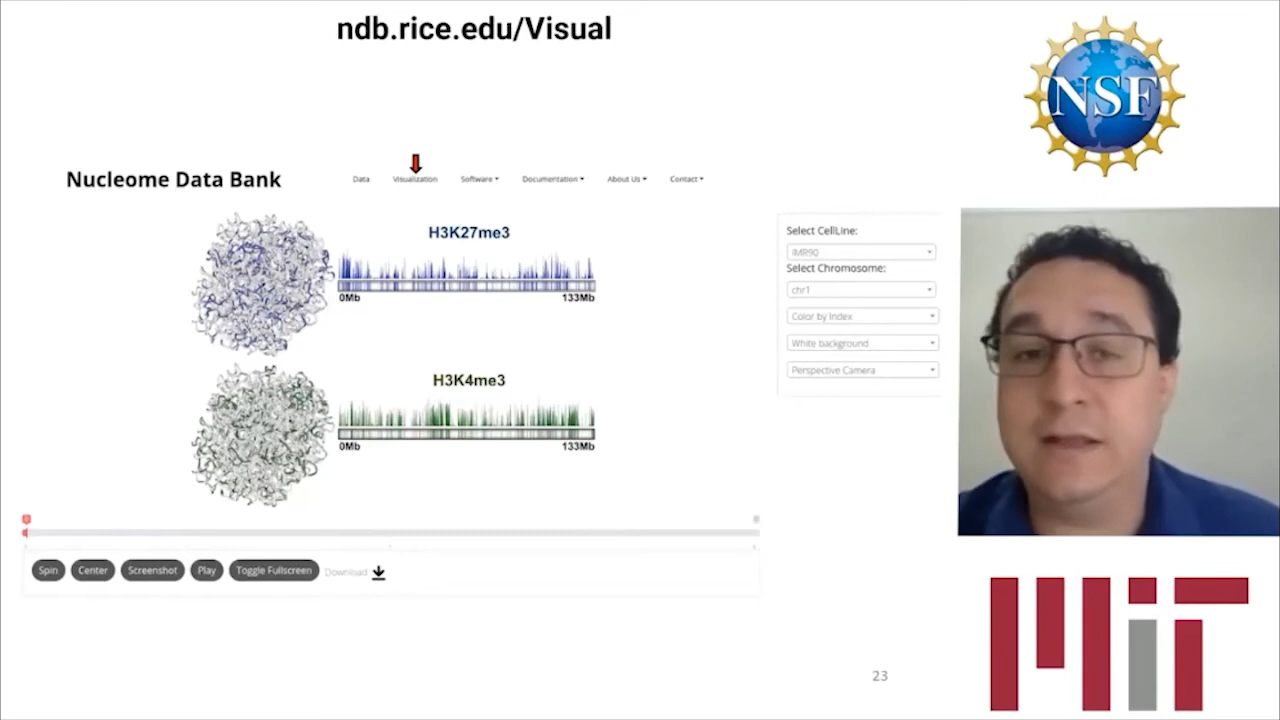 ndb.rice.edu/Visual
NSF
Nucleome Data Bank
Data Visualization Software Documentation About Us Contact
H3K27me3
0Mb 133Mb
H3K4me3
0Mb 133Mb
Select CellLine:
IMR90
Select Chromosome:
chr1
Color by Index
White background
Perspective Camera
Spin Center Screenshot Play Toggle Fullscreen Download
23
MIT